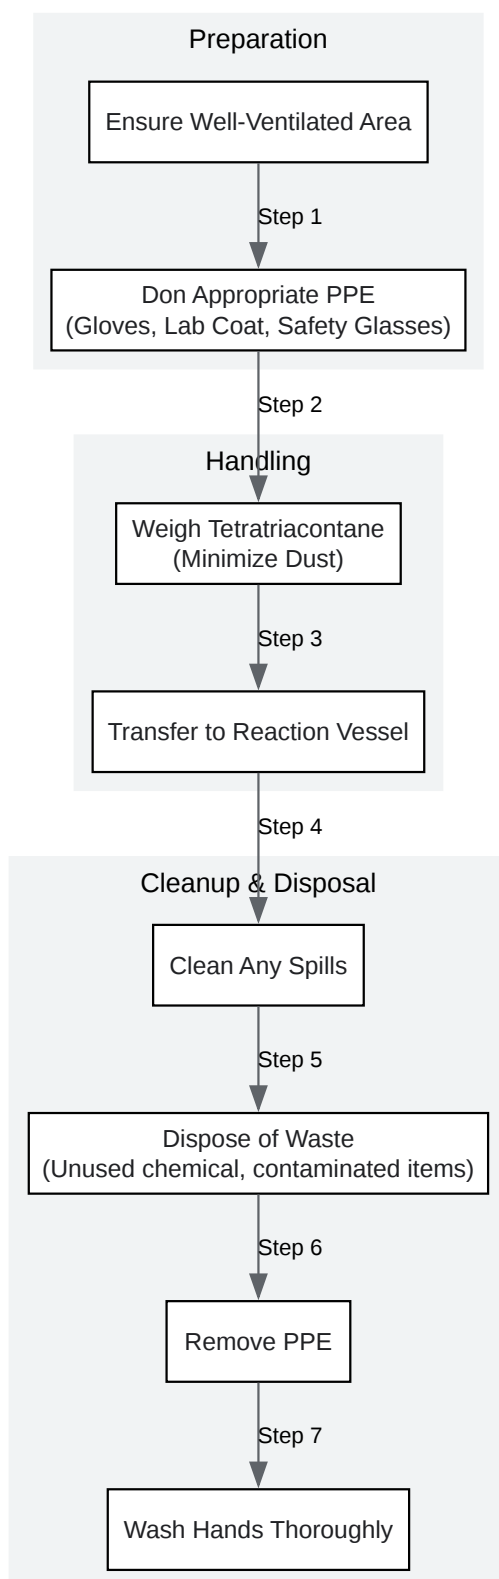 Preparation
Ensure Well-Ventilated Area
Step 1
Don Appropriate PPE
(Gloves, Lab Coat, Safety Glasses)
Step 2
Handling
Weigh Tetratriacontane
(Minimize Dust)
Step 3
Transfer to Reaction Vessel
Step 4
Cleanup & Disposal
Clean Any Spills
Step 5
Dispose of Waste
(Unused chemical, contaminated items)
Step 6
Remove PPE
Step 7
Wash Hands Thoroughly